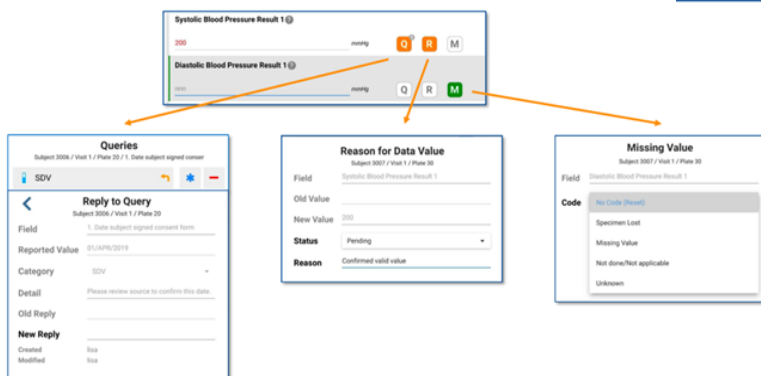 Systolic Blood Pressure Result 1 ?
200 mmHg Q R M
Diastolic Blood Pressure Result 1 ?
nnn mmHg Q R M
Queries
Subject 3006 / Visit 1 / Plate 20 / 1. Date subject signed conser
SDV
Reply to Query
Subject 3006 / Visit 1 / Plate 20
Field 1. Date subject signed consent form
Reported Value 01/APR/2019
Category SDV
Detail Please review source to confirm this date.
Old Reply
New Reply
Created lisa
Modified lisa
Reason for Data Value
Subject 3007 / Visit 1 / Plate 30
Field Systolic Blood Pressure Result 1
Old Value
New Value 200
Status Pending
Reason Confirmed valid value
Missing Value
Subject 3007 / Visit 1 / Plate 30
Field Diastolic Blood Pressure Result 1
Code No Code (Reset)
Specimen Lost
Missing Value
Not done/Not applicable
Unknown